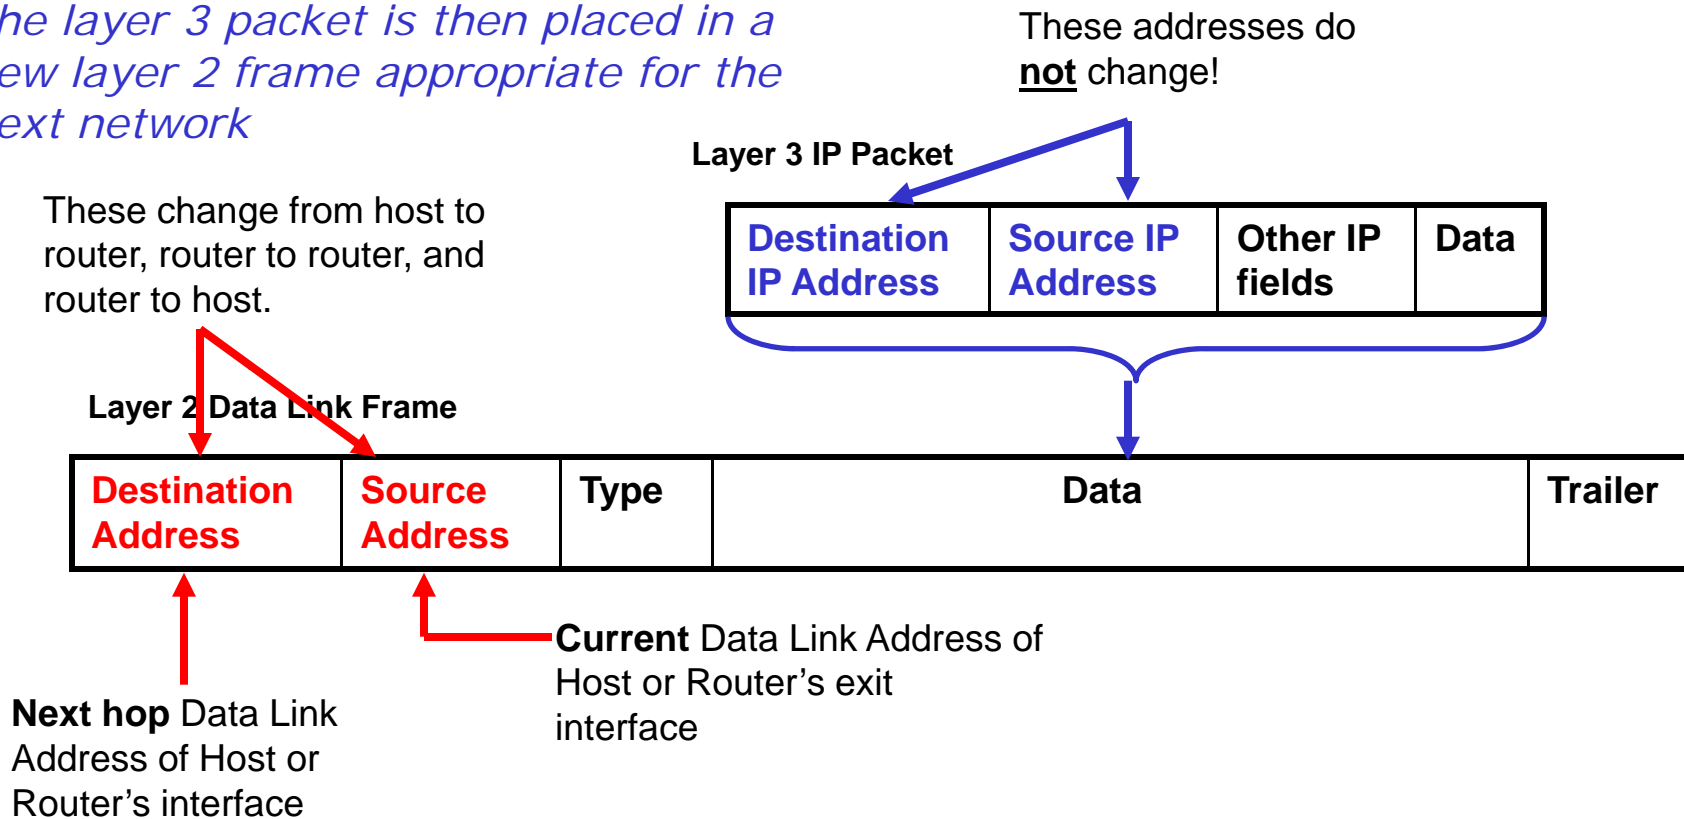 he layer 3 packet is then placed in a
ew layer 2 frame appropriate for the
ext network
These addresses do
not change!
Layer 3 IP Packet
These change from host to
router, router to router, and
router to host.
Destination IP Address
Source IP Address
Other IP fields
Data
Layer 2 Data Link Frame
Destination Address
Source Address
Type
Data
Trailer
Current Data Link Address of
Host or Router’s exit
interface
Next hop Data Link
Address of Host or
Router’s interface